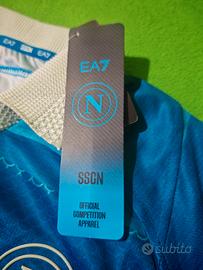 EA7
N
SSCN
OFFICIAL
COMPETITION
APPAREL
subito